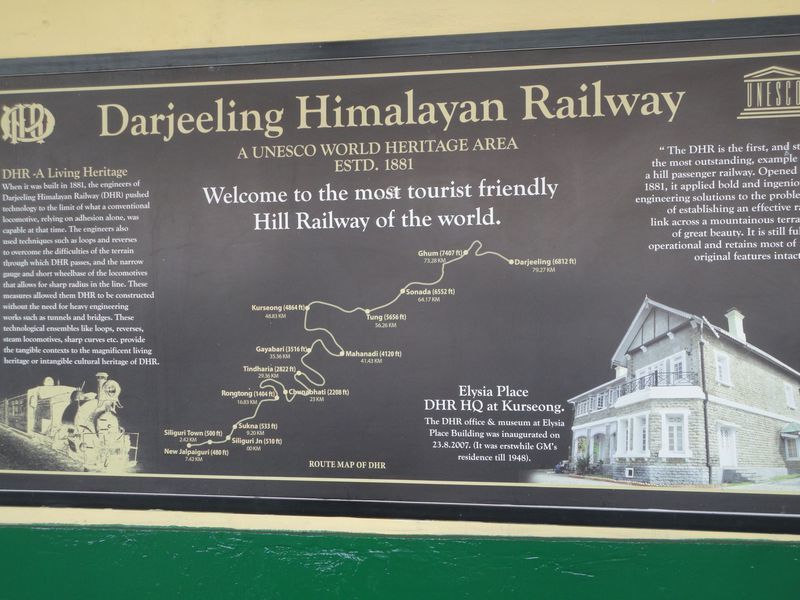 DHR
Darjeeling Himalayan Railway
A UNESCO WORLD HERITAGE AREA
ESTD. 1881
UNESCO
Welcome to the most tourist friendly
Hill Railway of the world.
DHR -A Living Heritage
When it was built in 1881, the engineers of
Darjeeling Himalayan Railway (DHR) pushed
technology to the limit of what a conventional
locomotive, relying on adhesion alone, was
capable at that time. The engineers also
used techniques such as loops and reverses
to overcome the difficulties of the terrain
through which DHR passes, and the narrow
gauge and short wheelbase of the locomotives
that allows for sharp radius in the line. These
measures allowed them DHR to be constructed
without the need for heavy engineering
works such as tunnels and bridges. These
technological ensembles like loops, reverses,
steam locomotives, sharp curves etc. provide
the tangible contexts to the magnificent living
heritage or intangible cultural heritage of DHR.
" The DHR is the first, and st
the most outstanding, example
a hill passenger railway. Opened
1881, it applied bold and ingenio
engineering solutions to the proble
of establishing an effective ra
link across a mountainous terra
of great beauty. It is still ful
operational and retains most of
original features intact
Ghum (7407 ft)
73.28 KM
Darjeeling (6812 ft)
79.27 KM
Sonada (6552 ft)
64.17 KM
Kurseong (4864 ft)
48.83 KM
Tung (5656 ft)
56.26 KM
Gayabari (3516 ft)
35.36 KM
Mahanadi (4120 ft)
41.43 KM
Tindharia (2822 ft)
29.36 KM
Rongtong (1404 ft)
16.83 KM
Chunabhati (2208 ft)
23 KM
Sukna (533 ft)
9.20 KM
Siliguri Town (500 ft)
2.42 KM
Siliguri Jn (510 ft)
.00 KM
New Jalpaiguri (480 ft)
7.42 KM
ROUTE MAP OF DHR
Elysia Place
DHR HQ at Kurseong.
The DHR office & museum at Elysia
Place Building was inaugurated on
23.8.2007. (It was erstwhile GM's
residence till 1948).